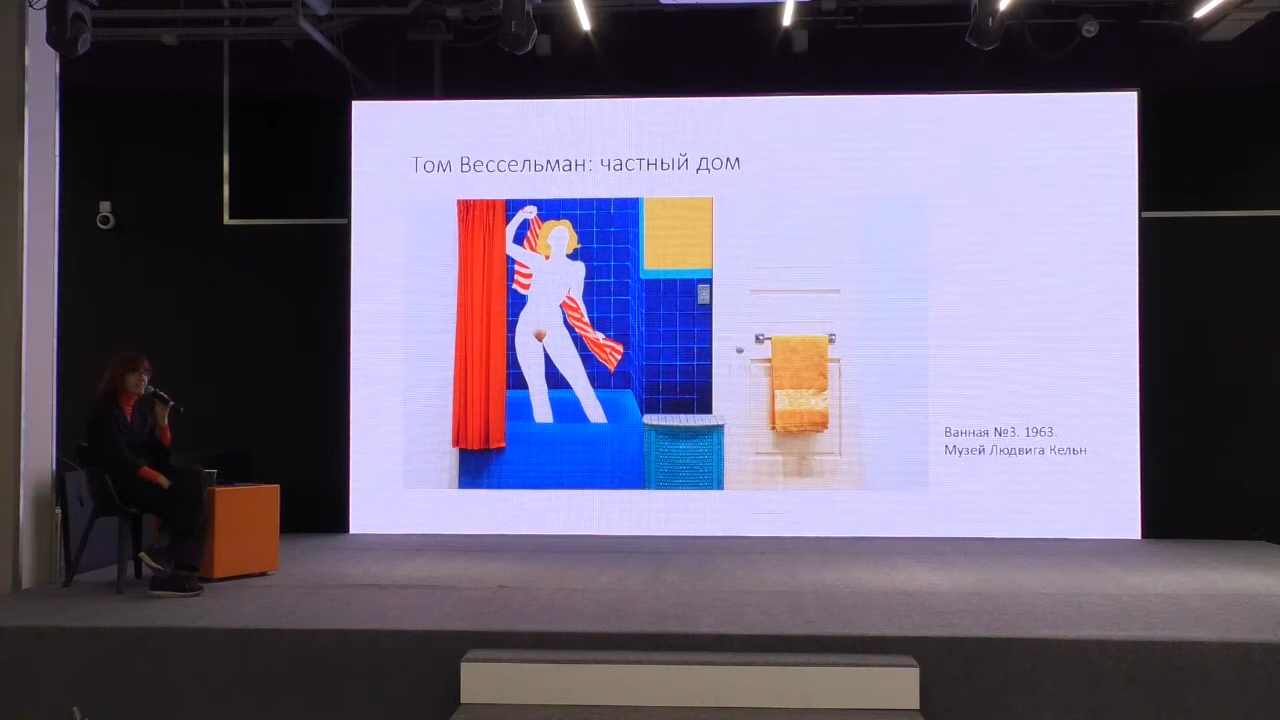 Том Вессельман: частный дом
Ванная №3. 1963.
Музей Людвига Кельн